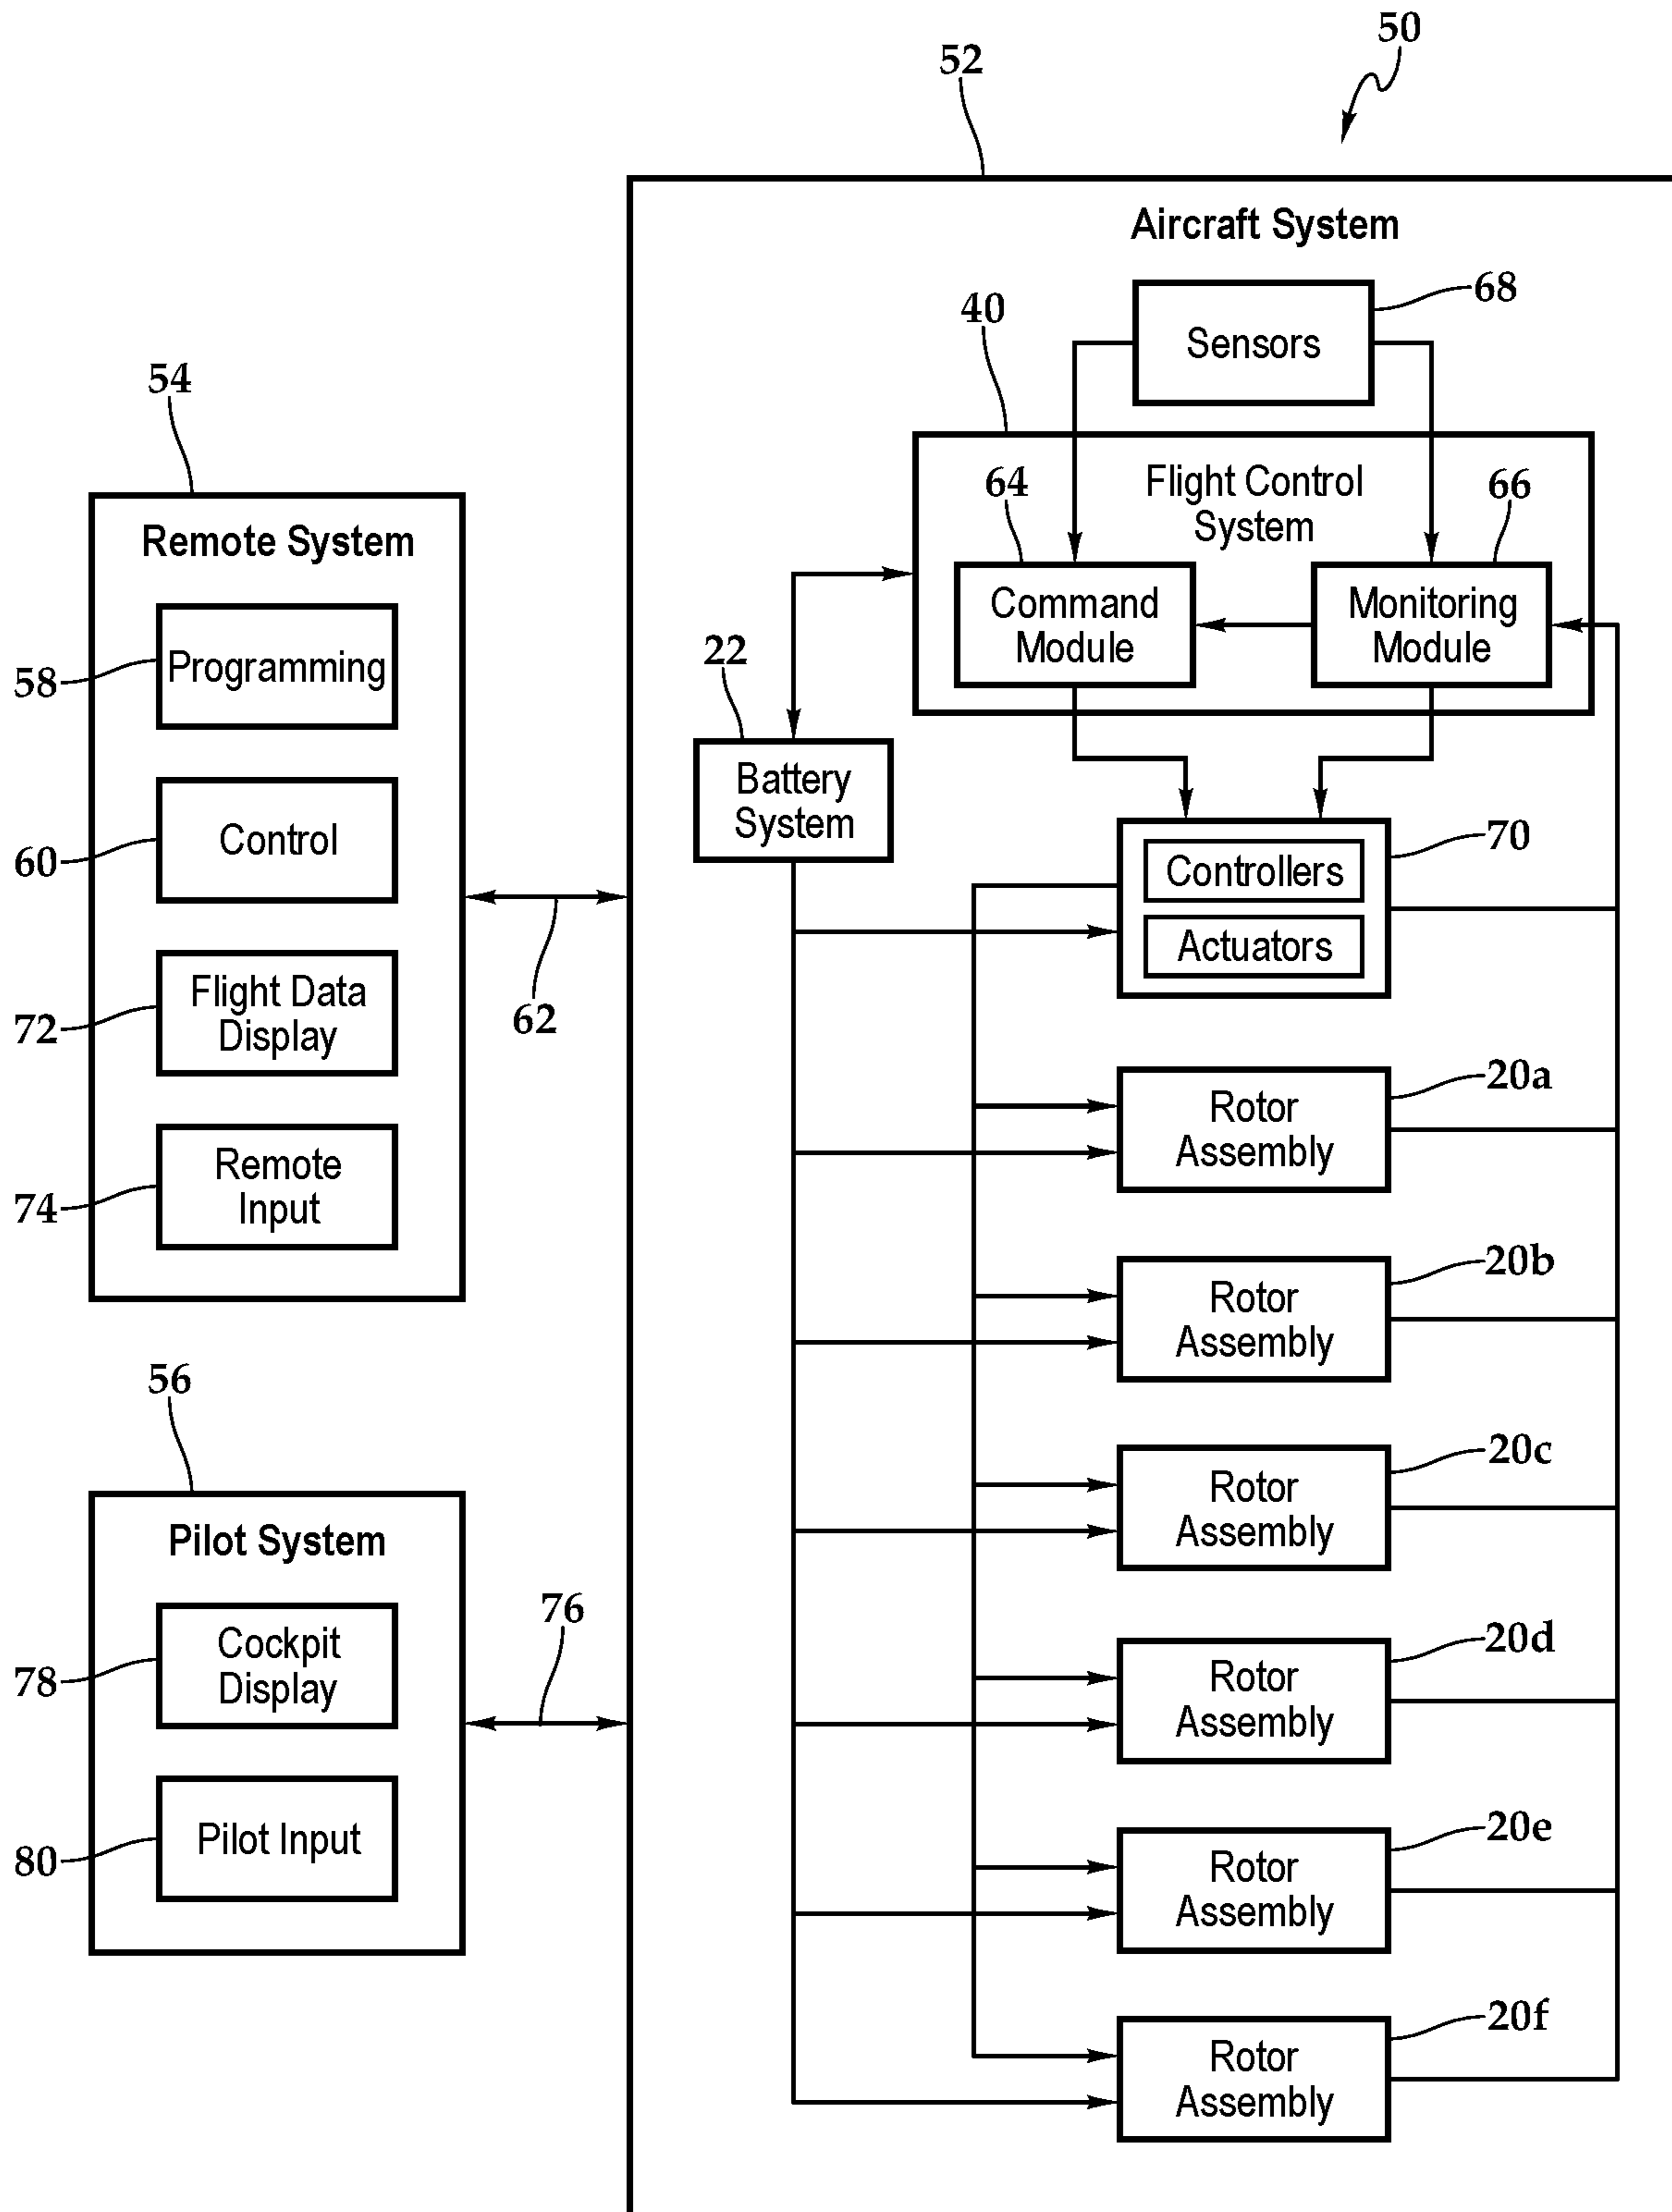 50
52
Aircraft System
68
Sensors
40
Flight Control
System
64
66
Command
Module
Monitoring
Module
22
Battery
System
70
Controllers
Actuators
20a
Rotor
Assembly
20b
Rotor
Assembly
20c
Rotor
Assembly
20d
Rotor
Assembly
20e
Rotor
Assembly
20f
Rotor
Assembly
54
Remote System
58
Programming
60
Control
72
Flight Data
Display
74
Remote
Input
62
56
Pilot System
78
Cockpit
Display
80
Pilot Input
76